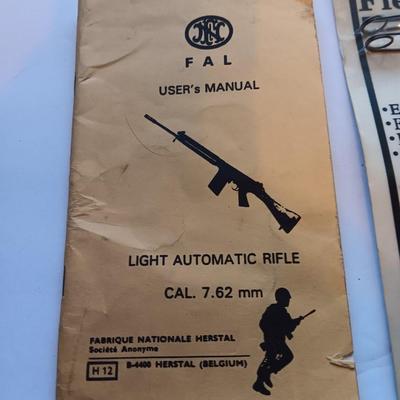 FN
FAL
USER's MANUAL
LIGHT AUTOMATIC RIFLE
CAL. 7.62 mm
FABRIQUE NATIONALE HERSTAL
Société Anonyme
H 12
B-4400 HERSTAL (BELGIUM)